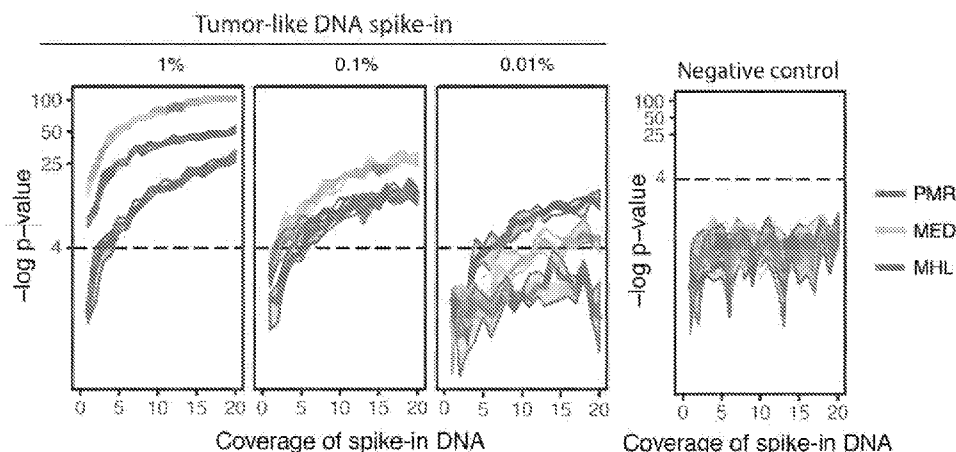 Tumor-like DNA spike-in
1% 0.1% 0.01% Negative control
100
50
25
4
-log p-value
0 5 10 15 20
0 5 10 15 20
0 5 10 15 20
Coverage of spike-in DNA
100
50
25
4
-log p-value
0 5 10 15 20
Coverage of spike-in DNA
PMR
MED
MHL